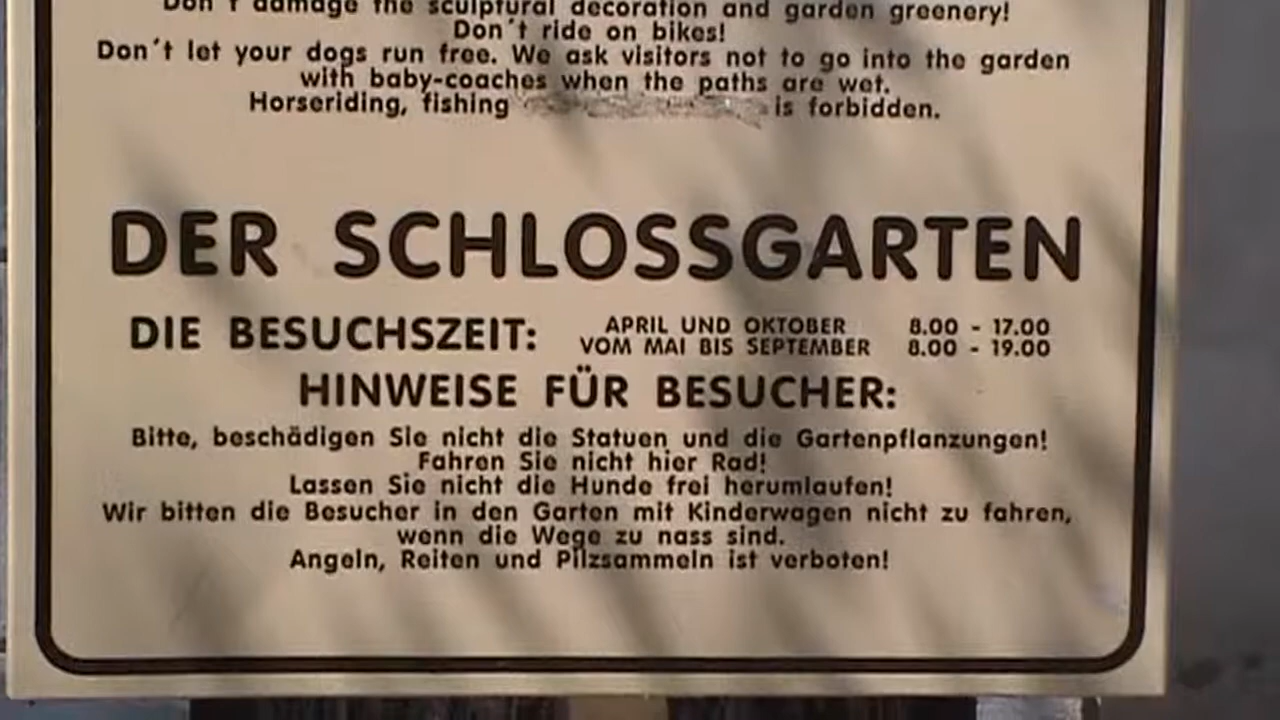 Don´t damage the sculptural decoration and garden greenery!
Don´t ride on bikes!
Don´t let your dogs run free. We ask visitors not to go into the garden
with baby-coaches when the paths are wet.
Horseriding, fishing is forbidden.
DER SCHLOSSGARTEN
DIE BESUCHSZEIT: APRIL UND OKTOBER 8.00 - 17.00
VOM MAI BIS SEPTEMBER 8.00 - 19.00
HINWEISE FÜR BESUCHER:
Bitte, beschädigen Sie nicht die Statuen und die Gartenpflanzungen!
Fahren Sie nicht hier Rad!
Lassen Sie nicht die Hunde frei herumlaufen!
Wir bitten die Besucher in den Garten mit Kinderwagen nicht zu fahren,
wenn die Wege zu nass sind.
Angeln, Reiten und Pilzsammeln ist verboten!